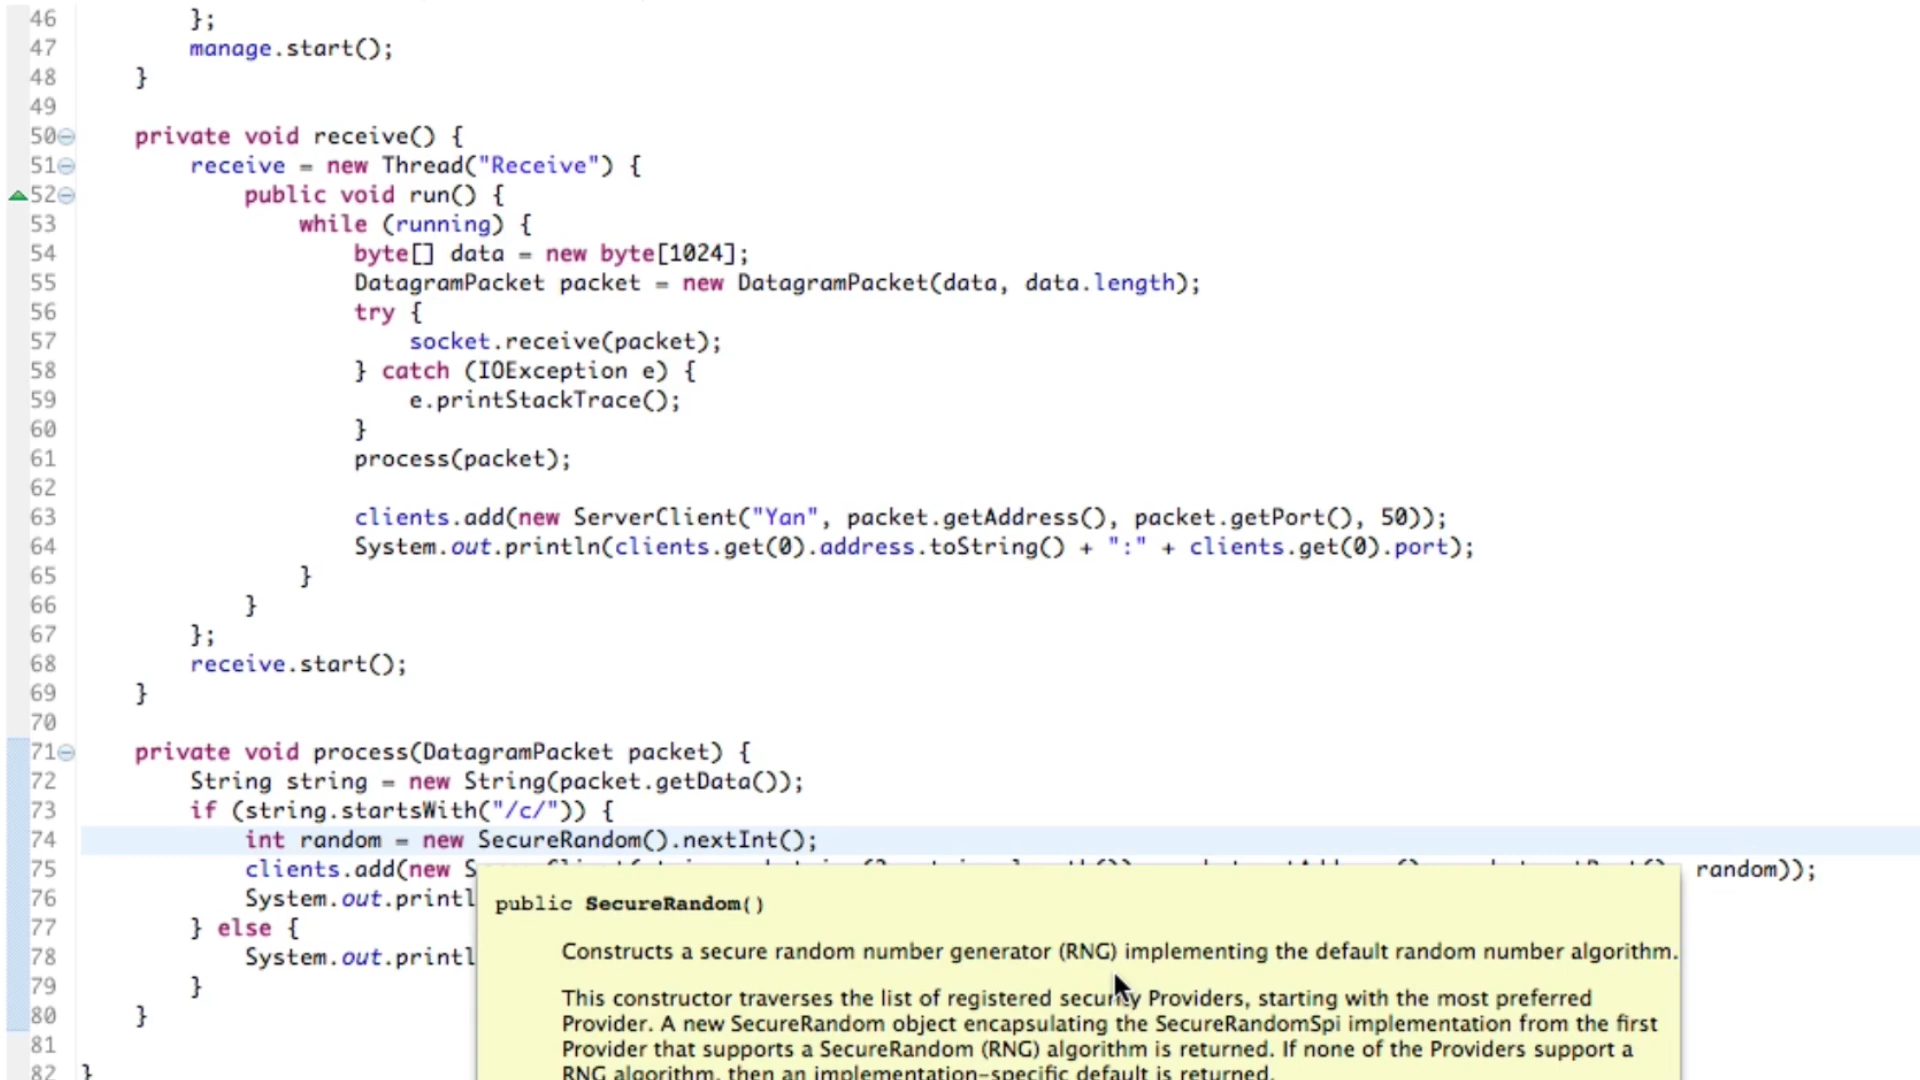 46 };
47 manage.start();
48 }
49
50 private void receive() {
51 receive = new Thread("Receive") {
52 public void run() {
53 while (running) {
54 byte[] data = new byte[1024];
55 DatagramPacket packet = new DatagramPacket(data, data.length);
56 try {
57 socket.receive(packet);
58 } catch (IOException e) {
59 e.printStackTrace();
60 }
61 process(packet);
62
63 clients.add(new ServerClient("Yan", packet.getAddress(), packet.getPort(), 50));
64 System.out.println(clients.get(0).address.toString() + ":" + clients.get(0).port);
65 }
66 }
67 };
68 receive.start();
69 }
70
71 private void process(DatagramPacket packet) {
72 String string = new String(packet.getData());
73 if (string.startsWith("/c/")) {
74 int random = new SecureRandom().nextInt();
75 clients.add(new S random));
76 System.out.printl
77 } else {
78 System.out.printl
79 }
80 }
81
82 }
public SecureRandom()
Constructs a secure random number generator (RNG) implementing the default random number algorithm.
This constructor traverses the list of registered security Providers, starting with the most preferred
Provider. A new SecureRandom object encapsulating the SecureRandomSpi implementation from the first
Provider that supports a SecureRandom (RNG) algorithm is returned. If none of the Providers support a
RNG algorithm, then an implementation-specific default is returned.